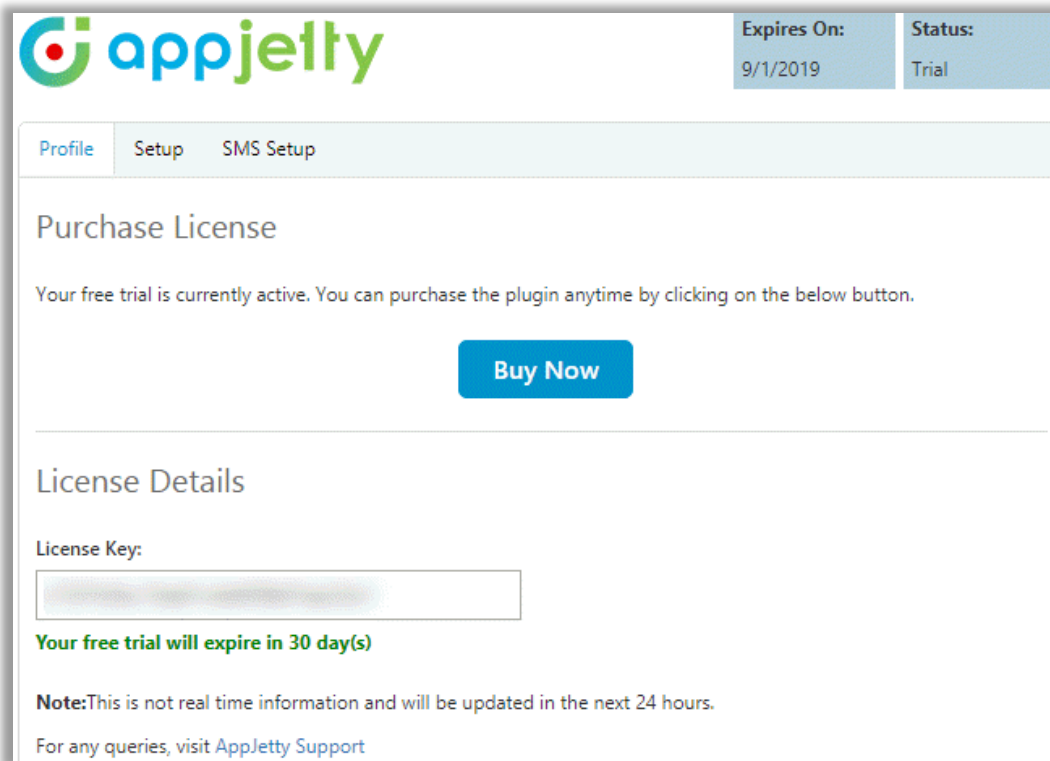 appjetty
Expires On:
9/1/2019
Status:
Trial
Profile
Setup
SMS Setup
Purchase License
Your free trial is currently active. You can purchase the plugin anytime by clicking on the below button.
Buy Now
License Details
License Key:
Your free trial will expire in 30 day(s)
Note:This is not real time information and will be updated in the next 24 hours.
For any queries, visit AppJetty Support